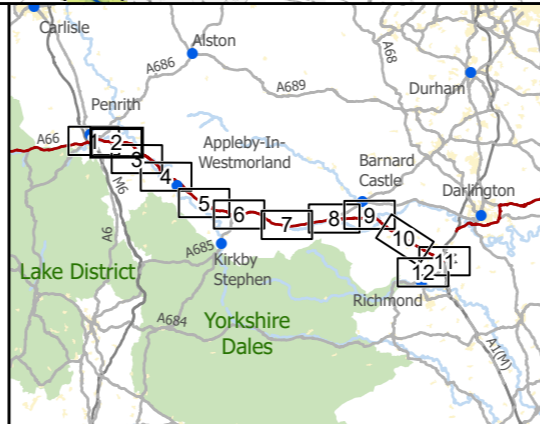 Carlisle
Alston
A68
A686
A689
Durham
Penrith
A66
1
2
3
Appleby-In-
Westmorland
M6
4
Barnard
Castle
Darlington
5
6
7
8
9
10
11
12
A6
A685
Kirkby
Stephen
Lake District
Richmond
A684
Yorkshire
Dales
A1(M)